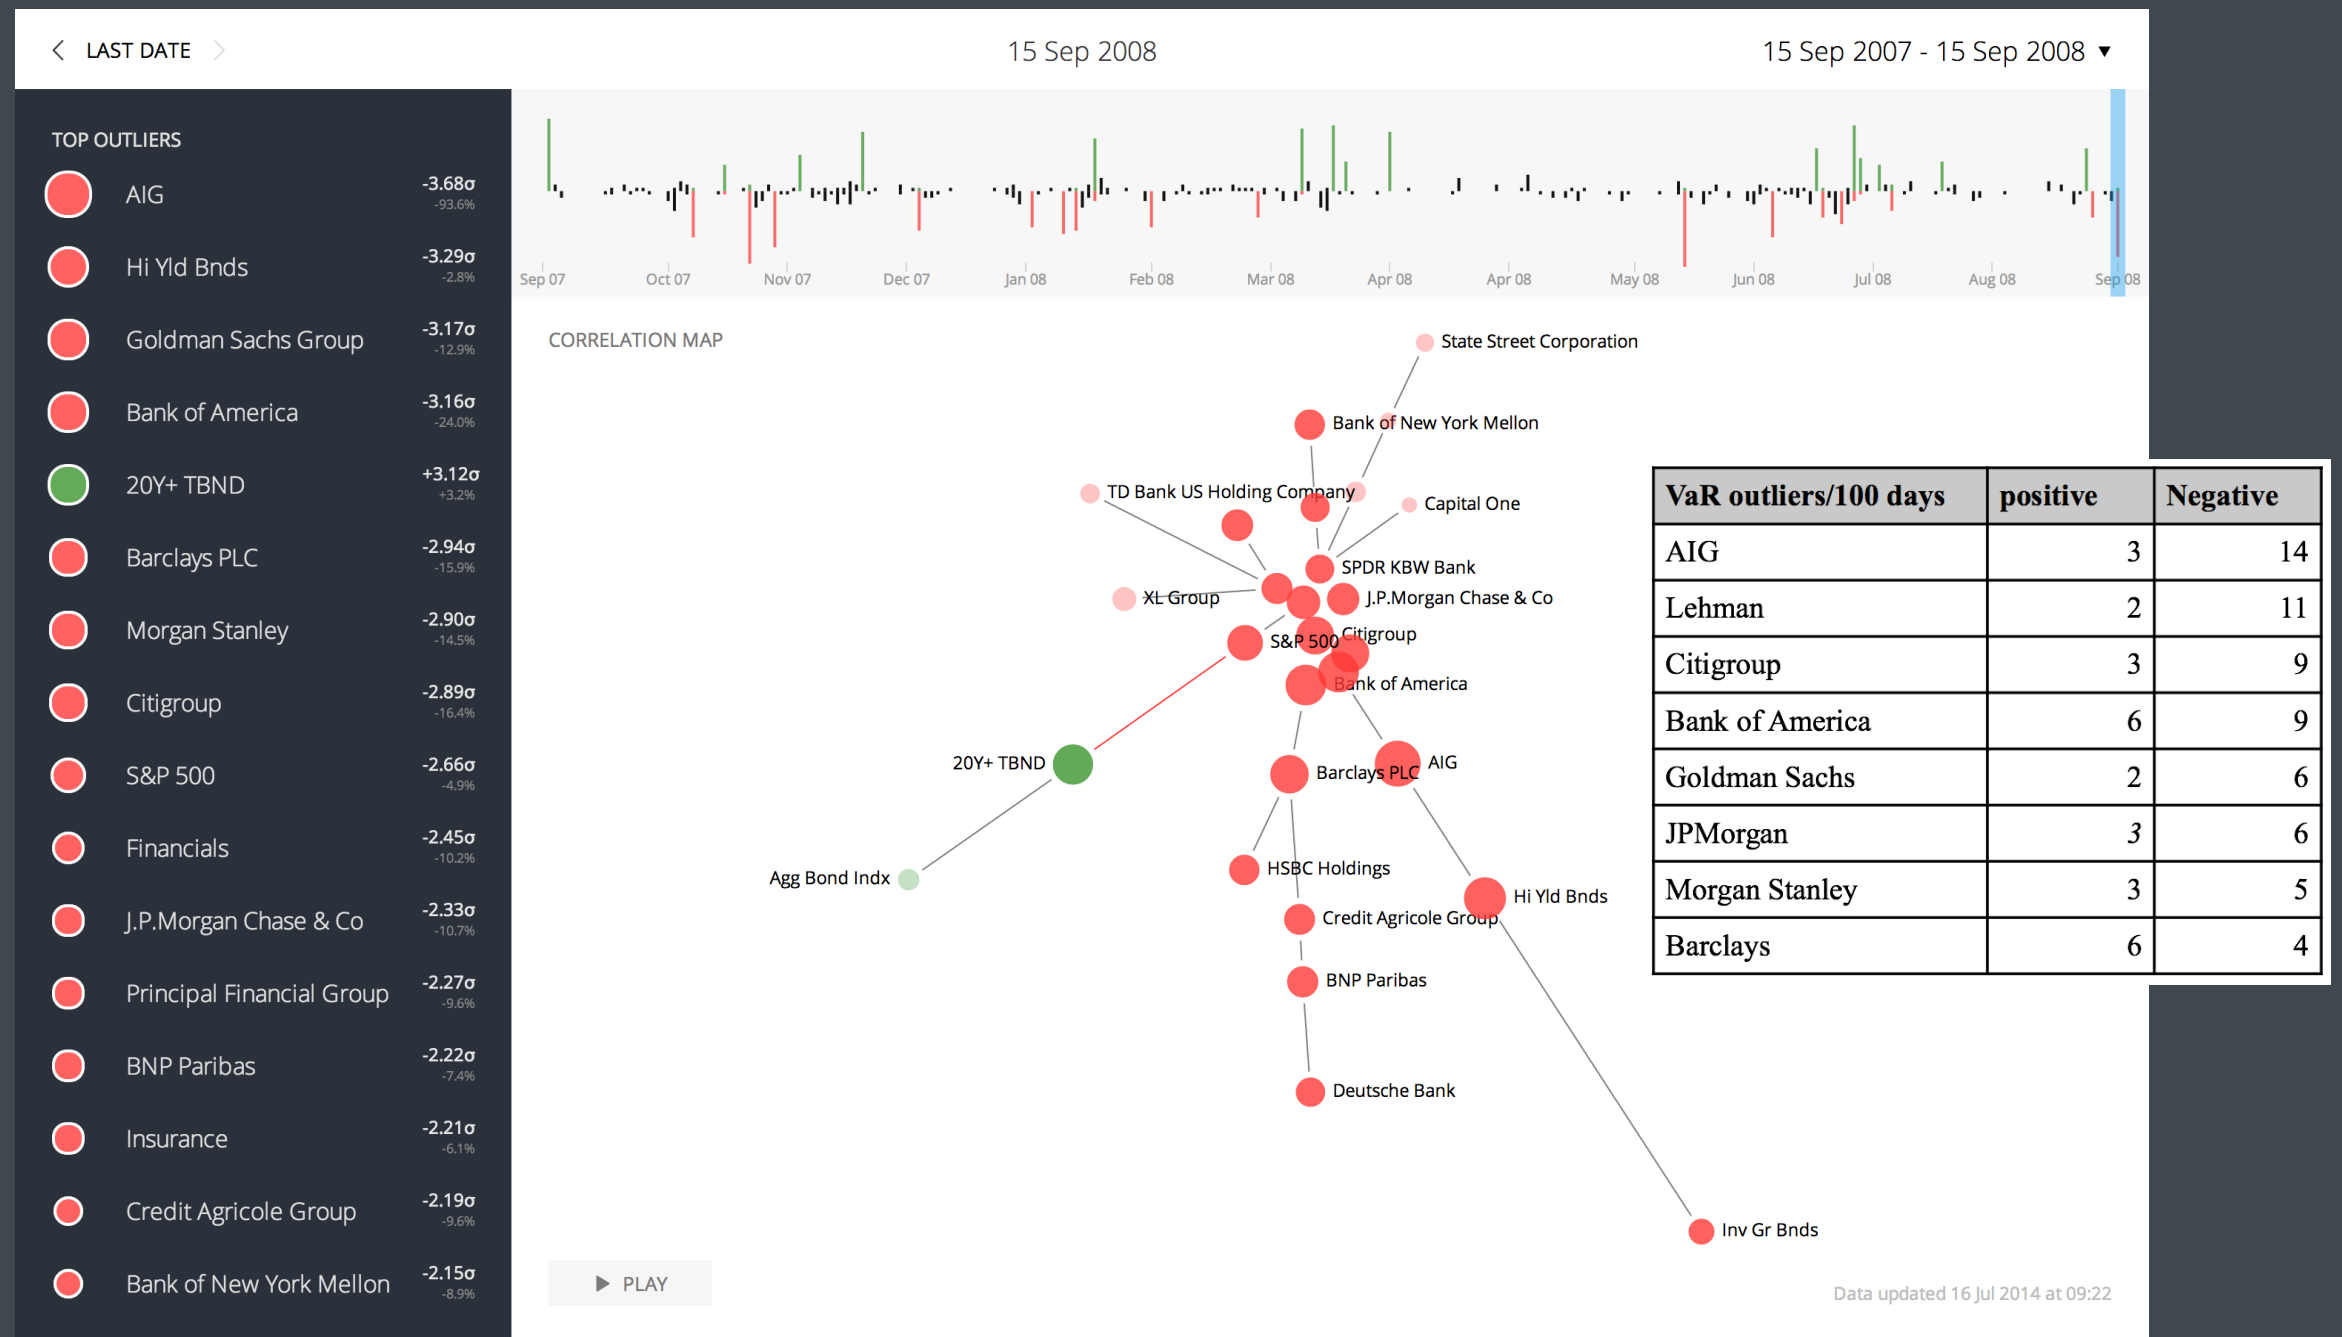 LAST DATE
15 Sep 2008
15 Sep 2007 - 15 Sep 2008 ▼
TOP OUTLIERS
AIG -3.68σ
-93.6%
Hi Yld Bnds -3.29σ
-2.8%
Goldman Sachs Group -3.17σ
-12.9%
Bank of America -3.16σ
-24.0%
20Y+ TBND +3.12σ
+3.2%
Barclays PLC -2.94σ
-15.9%
Morgan Stanley -2.90σ
-14.5%
Citigroup -2.89σ
-16.4%
S&P 500 -2.66σ
-4.9%
Financials -2.45σ
-10.2%
J.P.Morgan Chase & Co -2.33σ
-10.7%
Principal Financial Group -2.27σ
-9.6%
BNP Paribas -2.22σ
-7.4%
Insurance -2.21σ
-6.1%
Credit Agricole Group -2.19σ
-9.6%
Bank of New York Mellon -2.15σ
-8.9%
Sep 07 Oct 07 Nov 07 Dec 07 Jan 08 Feb 08 Mar 08 Apr 08 Apr 08 May 08 Jun 08 Jul 08 Aug 08 Sep 08
CORRELATION MAP
State Street Corporation
Bank of New York Mellon
TD Bank US Holding Company
Capital One
SPDR KBW Bank
XL Group
J.P.Morgan Chase & Co
Citigroup
S&P 500
Bank of America
20Y+ TBND
AIG
Barclays PLC
HSBC Holdings
Agg Bond Indx
Hi Yld Bnds
Credit Agricole Group
BNP Paribas
Deutsche Bank
Inv Gr Bnds
PLAY
Data updated 16 Jul 2014 at 09:22
VaR outliers/100 days positive Negative
AIG 3 14
Lehman 2 11
Citigroup 3 9
Bank of America 6 9
Goldman Sachs 2 6
JPMorgan 3 6
Morgan Stanley 3 5
Barclays 6 4